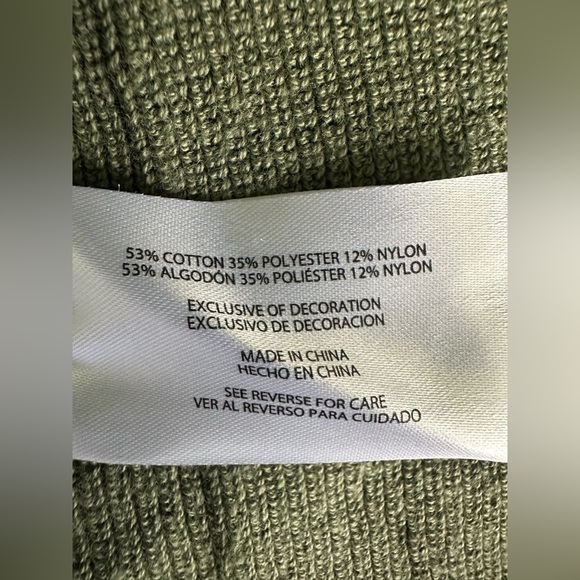 53% COTTON 35% POLYESTER 12% NYLON
53% ALGODÓN 35% POLIÉSTER 12% NYLON
EXCLUSIVE OF DECORATION
EXCLUSIVO DE DECORACION
MADE IN CHINA
HECHO EN CHINA
SEE REVERSE FOR CARE
VER AL REVERSO PARA CUIDADO